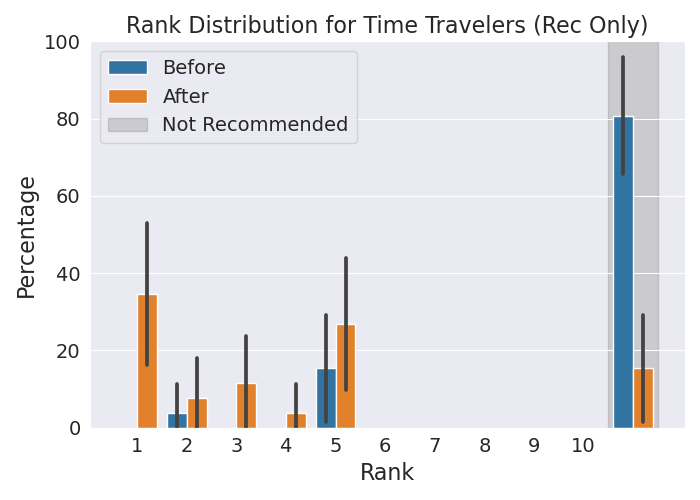 Rank Distribution for Time Travelers (Rec Only)
Before
After
Not Recommended
Percentage
100
80
60
40
20
0
1 2 3 4 5 6 7 8 9 10
Rank